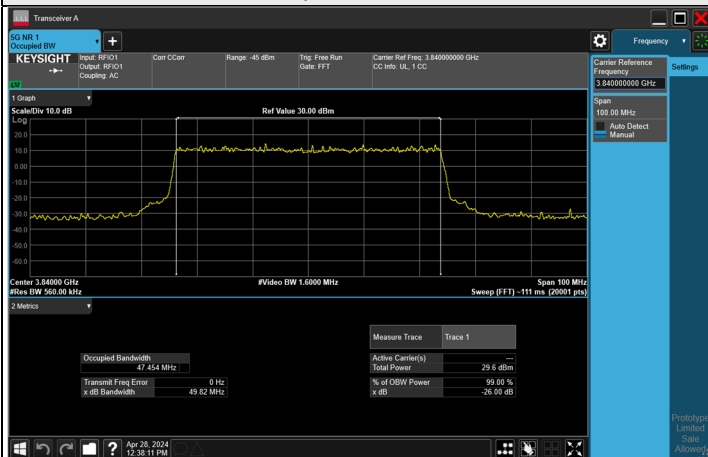 Transceiver A
5G NR 1
Occupied BW
Frequency
KEYSIGHT
LXI
Input: RFIO1
Output: RFIO1
Coupling: AC
Corr CCorr
Range: -45 dBm
Trig: Free Run
Gate: FFT
Carrier Ref Freq: 3.840000000 GHz
CC Info: UL, 1 CC
Carrier Reference
Frequency
3.840000000 GHz
Settings
Span
100.00 MHz
Auto Detect
Manual
1 Graph
Scale/Div 10.0 dB
Ref Value 30.00 dBm
Log
20.0
10.0
0.00
-10.0
-20.0
-30.0
-40.0
-50.0
-60.0
Center 3.84000 GHz
#Video BW 1.6000 MHz
Span 100 MHz
#Res BW 560.00 kHz
Sweep (FFT) ~111 ms (20001 pts)
2 Metrics
Measure Trace Trace 1
Occupied Bandwidth
47.454 MHz
Active Carrier(s) ---
Total Power 29.6 dBm
Transmit Freq Error 0 Hz
x dB Bandwidth 49.82 MHz
% of OBW Power 99.00 %
x dB -26.00 dB
Prototype
Limited
Sale
Allowed
Apr 28, 2024
12:38:11 PM